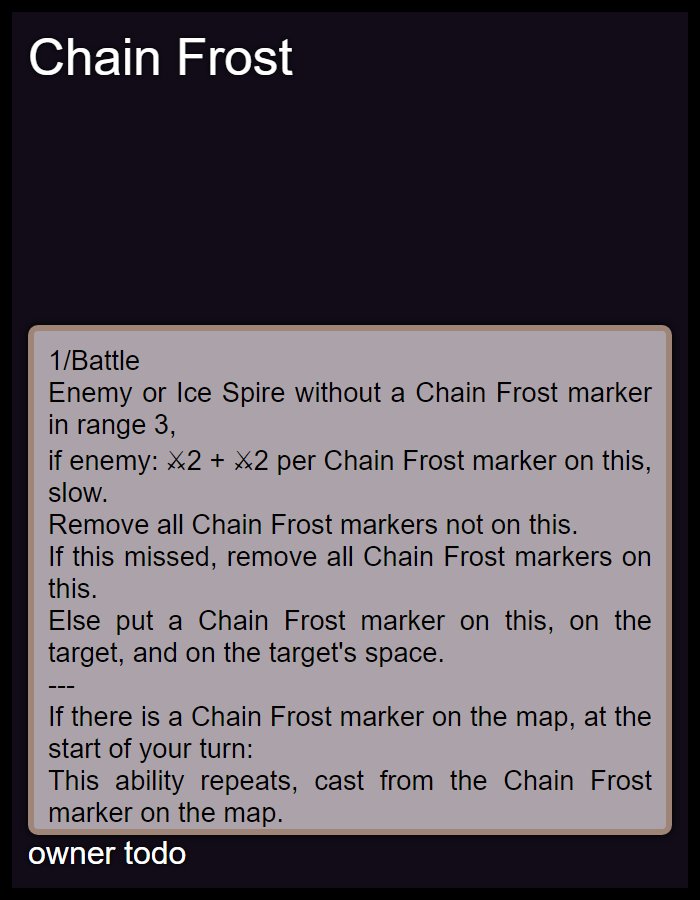 Chain Frost
1/Battle
Enemy or Ice Spire without a Chain Frost marker
in range 3,
if enemy: ⚔2 + ⚔2 per Chain Frost marker on this,
slow.
Remove all Chain Frost markers not on this.
If this missed, remove all Chain Frost markers on
this.
Else put a Chain Frost marker on this, on the
target, and on the target's space.
---
If there is a Chain Frost marker on the map, at the
start of your turn:
This ability repeats, cast from the Chain Frost
marker on the map.
owner todo